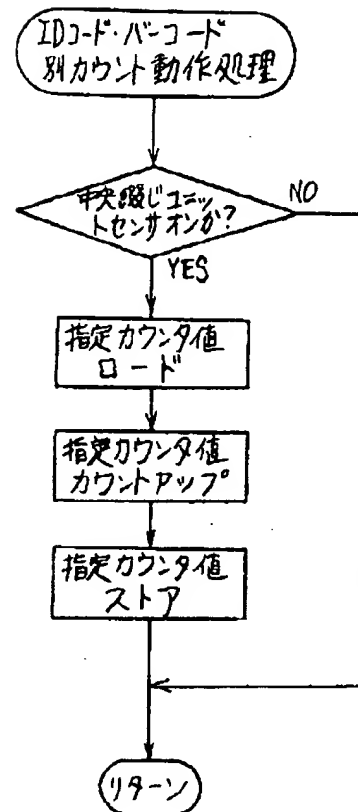 IDコード・バーコード
別カウント動作処理
中央綴じユニッ
トセンサオンか?
NO
YES
指定カウンタ値
ロード
指定カウンタ値
カウントアップ
指定カウンタ値
ストア
リターン